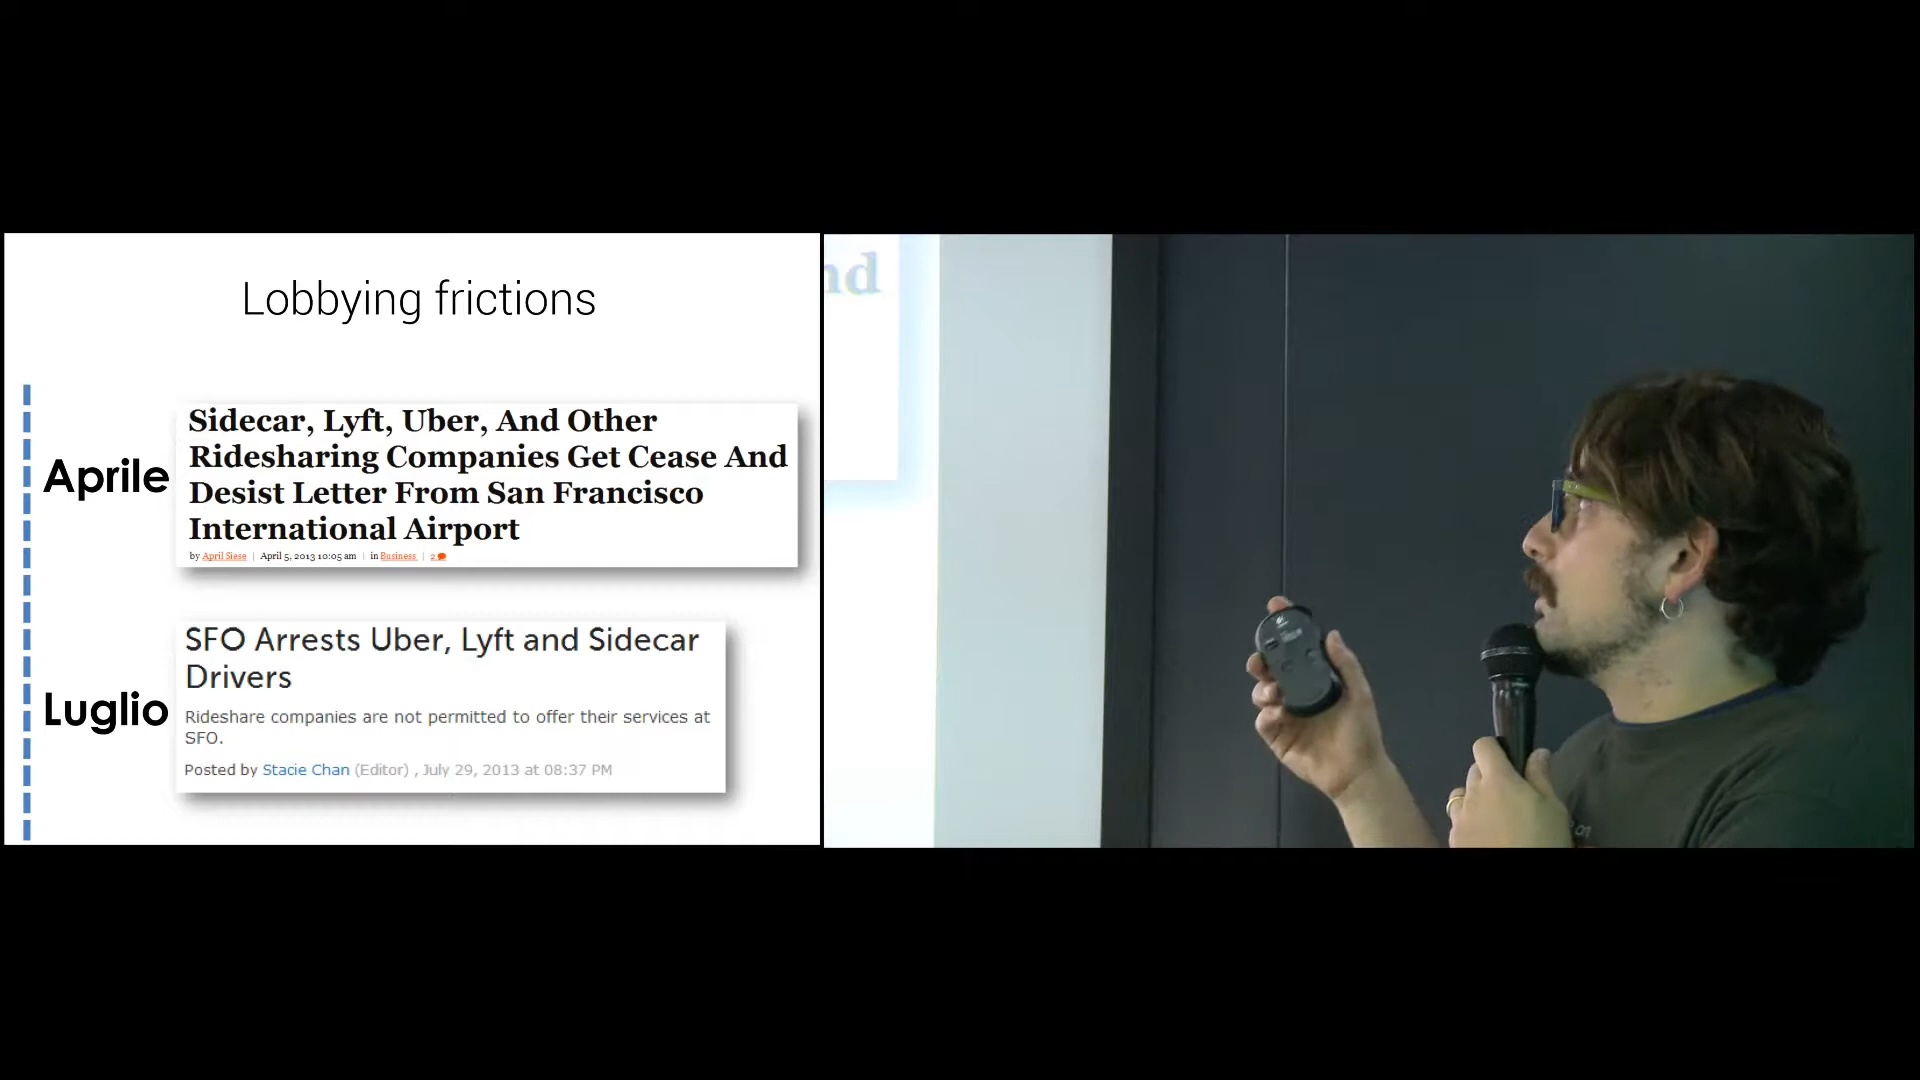 Lobbying frictions
Aprile
Sidecar, Lyft, Uber, And Other
Ridesharing Companies Get Cease And
Desist Letter From San Francisco
International Airport
by April Siese | April 5, 2013 10:05 am | in Business | 2
Luglio
SFO Arrests Uber, Lyft and Sidecar
Drivers
Rideshare companies are not permitted to offer their services at
SFO.
Posted by Stacie Chan (Editor) , July 29, 2013 at 08:37 PM
nd